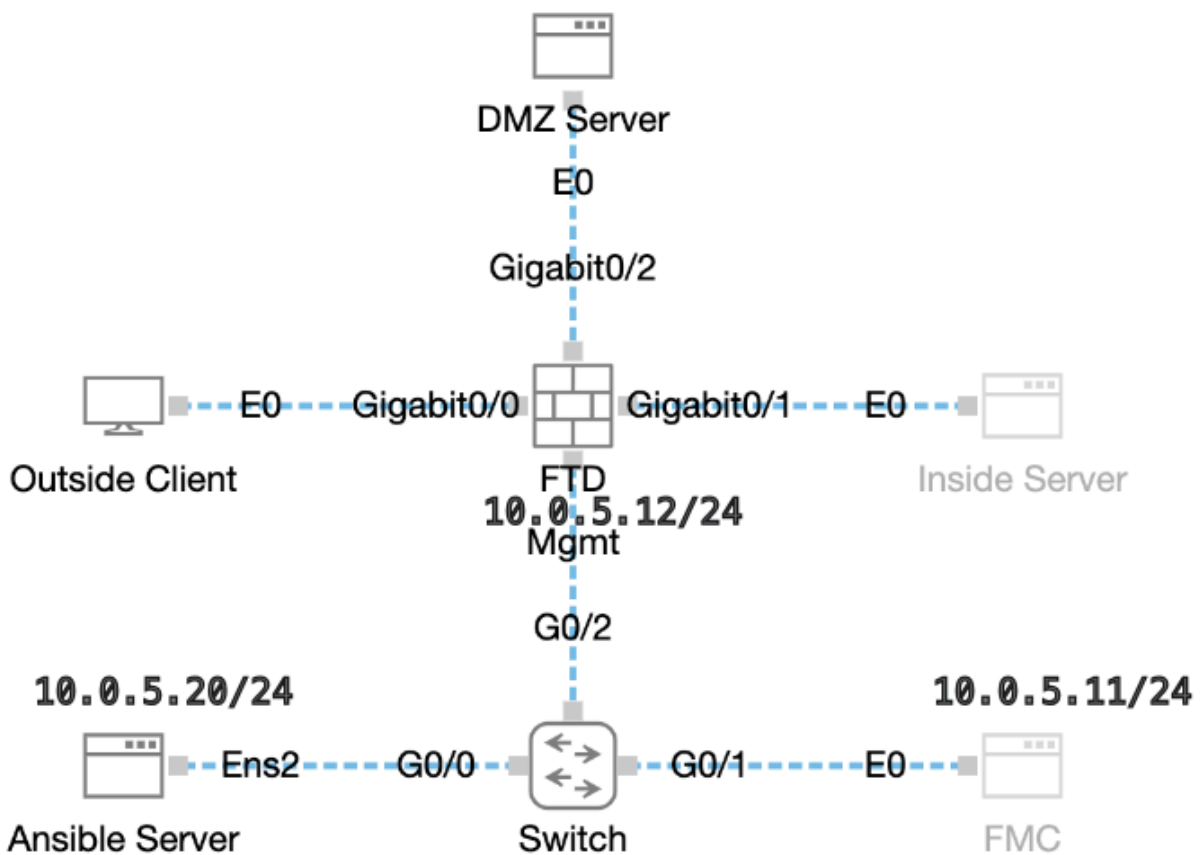 DMZ Server
E0
Gigabit0/2
E0
Gigabit0/0
Gigabit0/1
E0
Outside Client
FTD
Inside Server
10.0.5.12/24
Mgmt
G0/2
10.0.5.20/24
10.0.5.11/24
Ens2
G0/0
G0/1
E0
Ansible Server
Switch
FMC